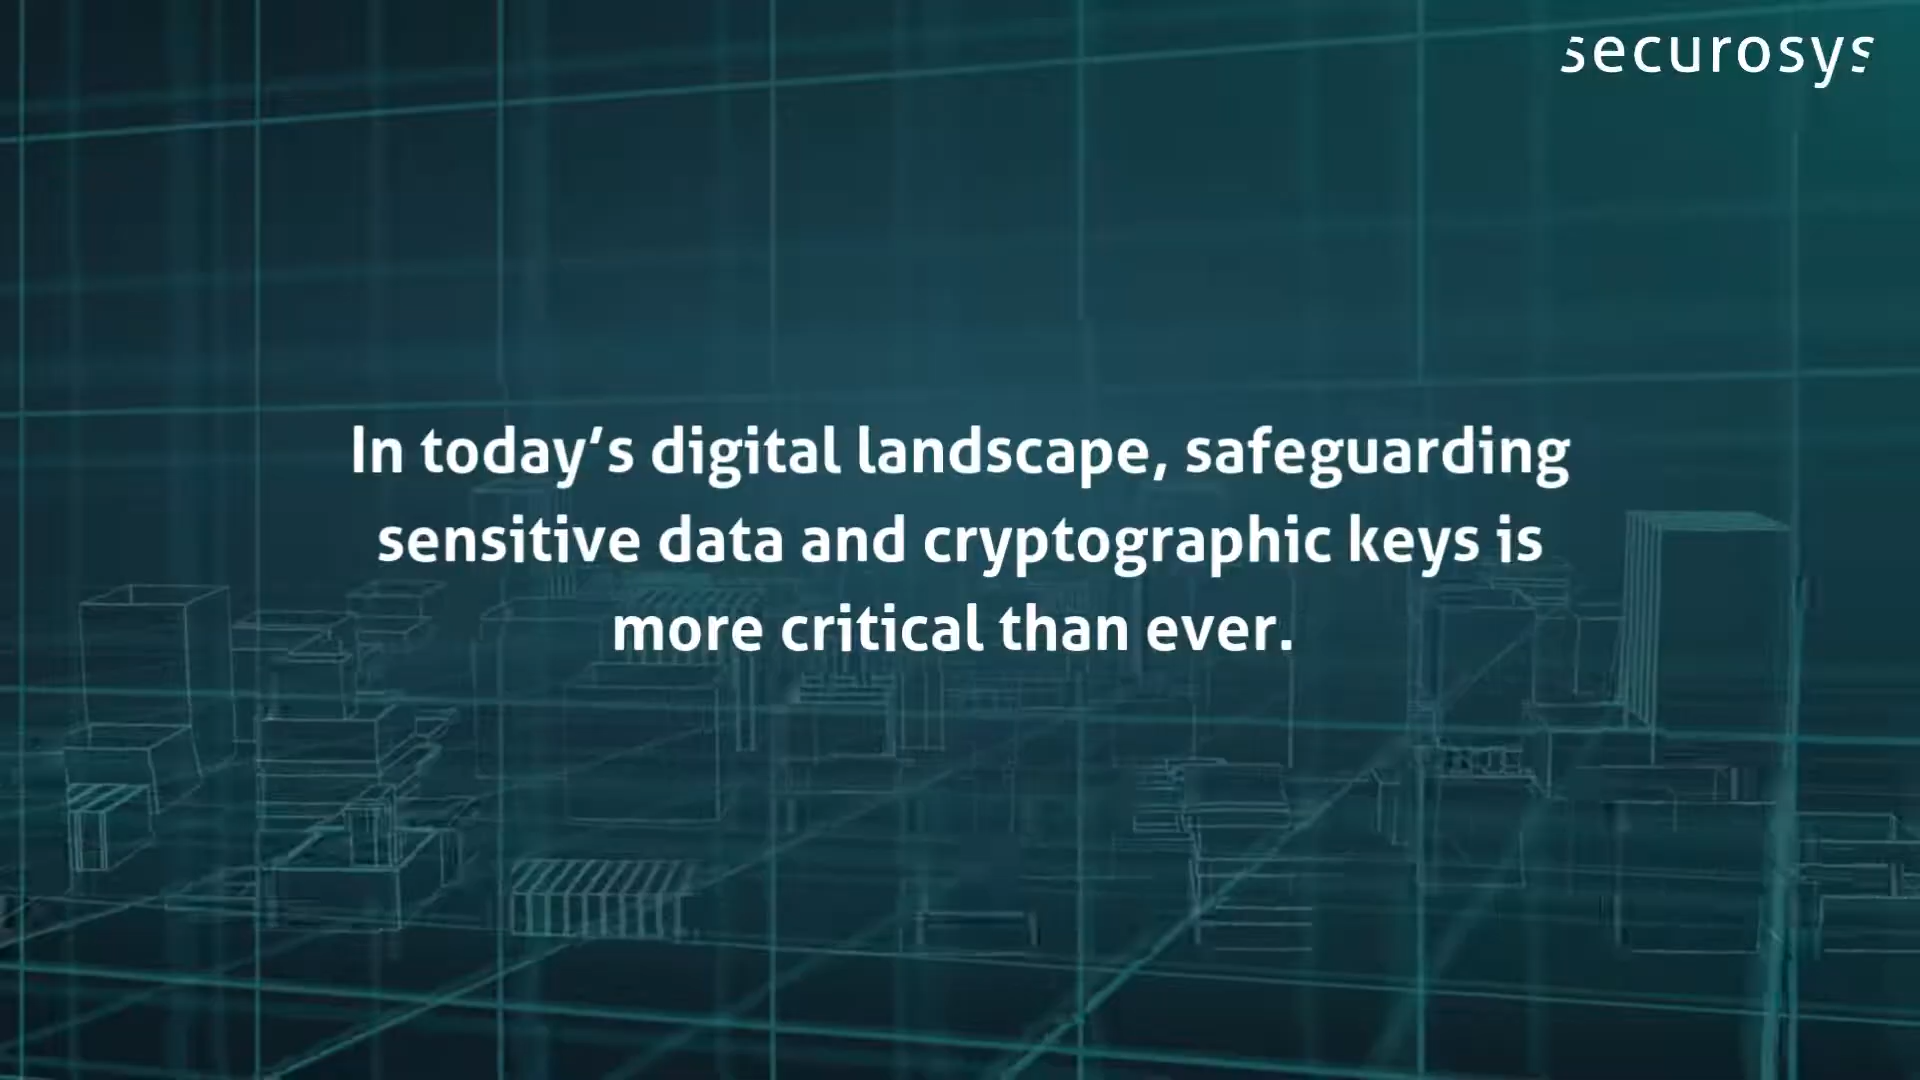 securosys
In today’s digital landscape, safeguarding
sensitive data and cryptographic keys is
more critical than ever.